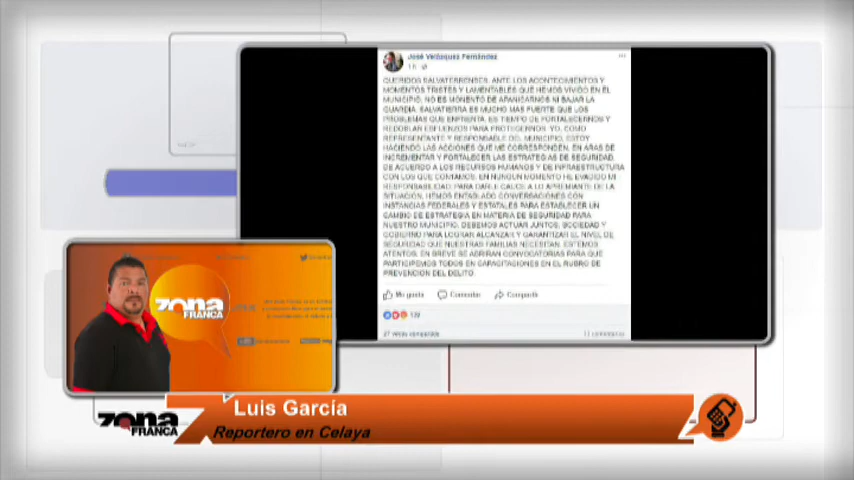 José Velázquez Fernández
1 h
QUERIDOS SALVATERRENSES, ANTE LOS ACONTECIMIENTOS Y
MOMENTOS TRISTES Y LAMENTABLES QUE HEMOS VIVIDO EN EL
MUNICIPIO, NO ES MOMENTO DE APANICARNOS NI BAJAR LA
GUARDIA. SALVATIERRA ES MUCHO MAS FUERTE QUE LOS
PROBLEMAS QUE ENFRENTA. ES TIEMPO DE FORTALECERNOS Y
REDOBLAR ESFUERZOS PARA PROTEGERNOS. YO, COMO
REPRESENTANTE Y RESPONSABLE DEL MUNICIPIO, ESTOY
HACIENDO LAS ACCIONES QUE ME CORRESPONDEN, EN ARAS DE
INCREMENTAR Y FORTALECER LAS ESTRATEGIAS DE SEGURIDAD,
DE ACUERDO A LOS RECURSOS HUMANOS Y DE INFRAESTRUCTURA
CON LOS QUE CONTAMOS. EN NINGUN MOMENTO HE EVADIDO MI
RESPONSABILIDAD. PARA DARLE CAUCE A LO APREMIANTE DE LA
SITUACION, HEMOS ENTABLADO CONVERSACIONES CON
INSTANCIAS FEDERALES Y ESTATALES PARA ESTABLECER UN
CAMBIO DE ESTRATEGIA EN MATERIA DE SEGURIDAD PARA
NUESTRO MUNICIPIO. DEBEMOS ACTUAR JUNTOS, SOCIEDAD Y
GOBIERNO PARA LOGRAR ALCANZAR Y GARANTIZAR EL NIVEL DE
SEGURIDAD QUE NUESTRAS FAMILIAS NECESITAN. ESTEMOS
ATENTOS, EN BREVE SE ABRIRAN CONVOCATORIAS PARA QUE
PARTICIPEMOS TODOS EN CAPACITACIONES EN EL RUBRO DE
PREVENCIÓN DEL DELITO.
Me gusta Comentar Compartir
veces compartido
comentarios
zona
FRANCA
Luis García
Reportero en Celaya
zona
FRANCA